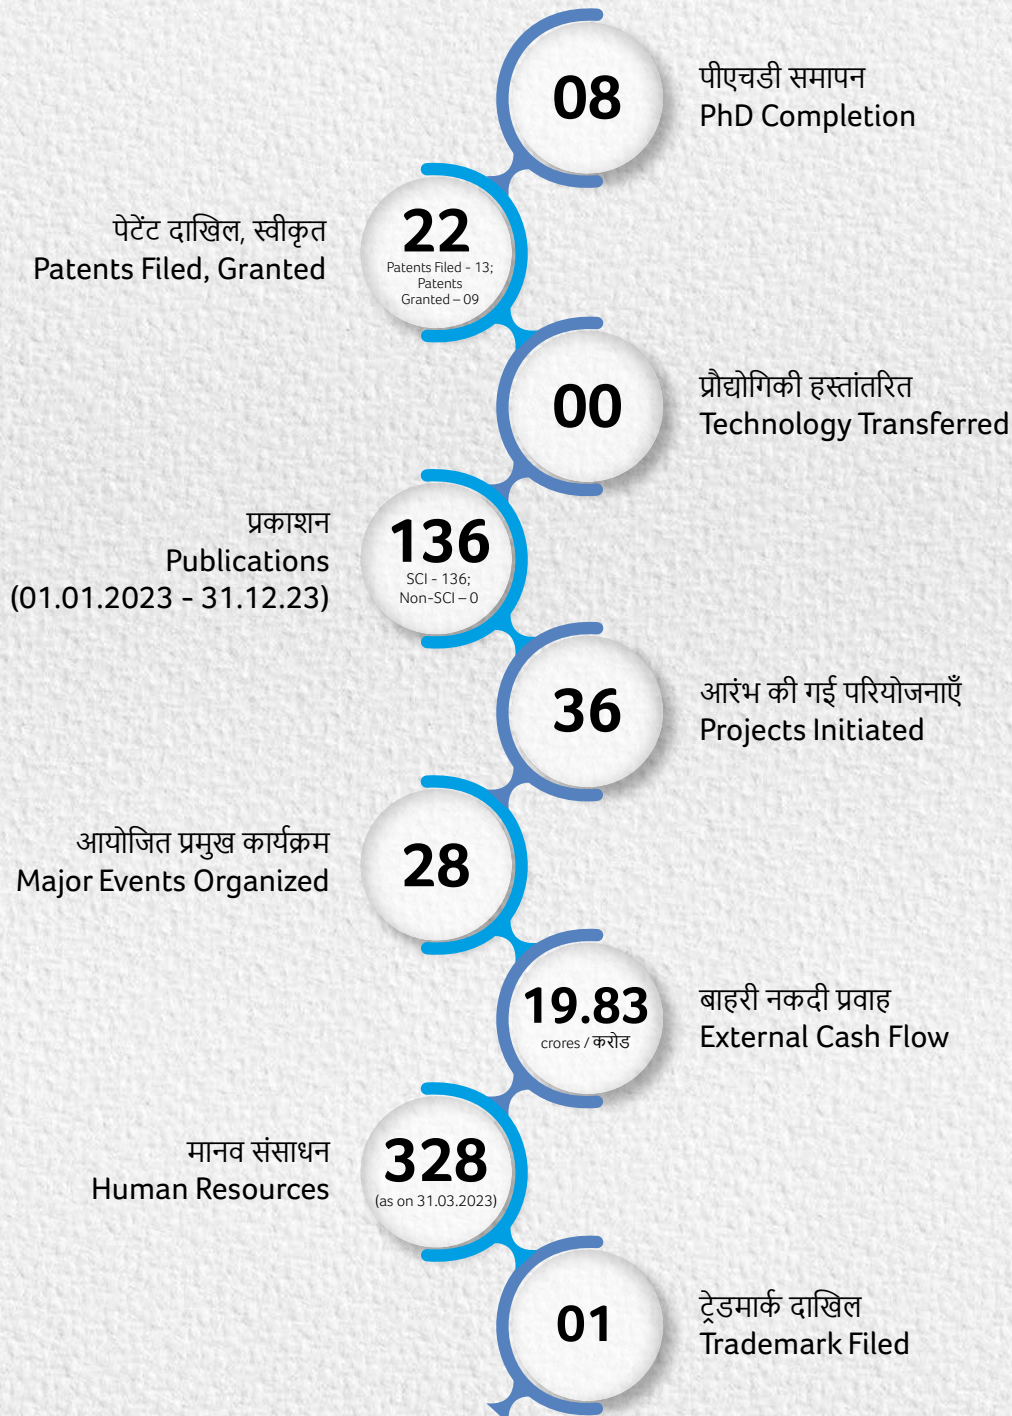 08
पीएचडी समापन
PhD Completion
पेटेंट दाखिल, स्वीकृत
Patents Filed, Granted
22
Patents Filed - 13;
Patents
Granted – 09
00
प्रौद्योगिकी हस्तांतरित
Technology Transferred
प्रकाशन
Publications
(01.01.2023 - 31.12.23)
136
SCI - 136;
Non-SCI – 0
36
आरंभ की गई परियोजनाएँ
Projects Initiated
आयोजित प्रमुख कार्यक्रम
Major Events Organized
28
19.83
crores / करोड
बाहरी नकदी प्रवाह
External Cash Flow
मानव संसाधन
Human Resources
328
(as on 31.03.2023)
01
ट्रेडमार्क दाखिल
Trademark Filed